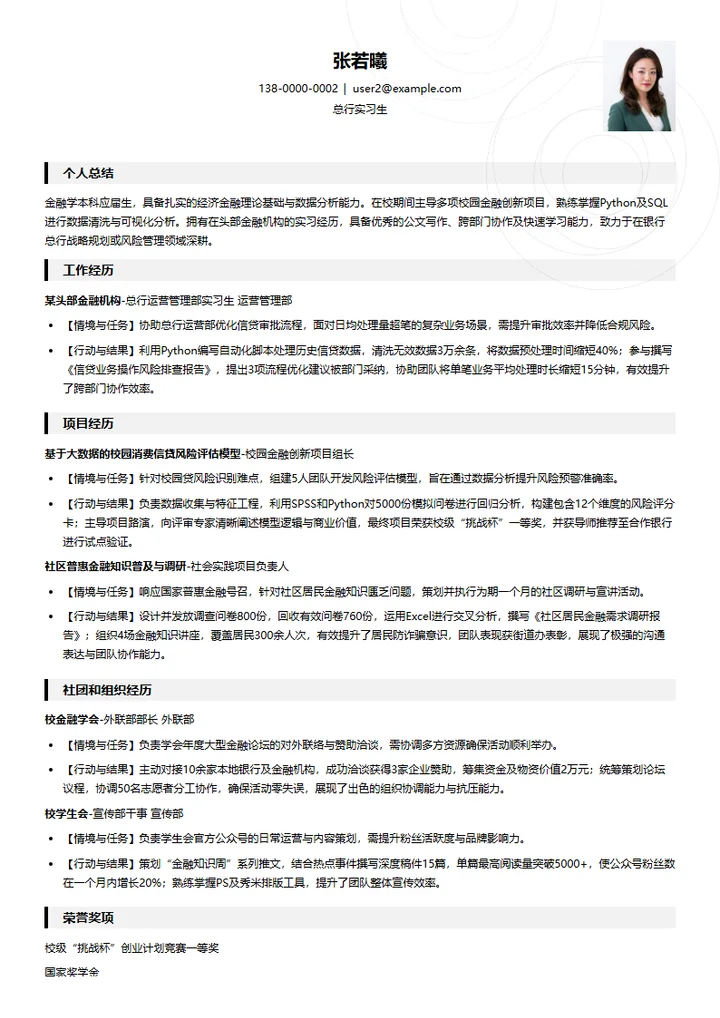 张若曦
138-0000-0002 | user2@example.com
总行实习生
个人总结
金融学本科应届生，具备扎实的经济金融理论基础与数据分析能力。在校期间主导多项校园金融创新项目，熟练掌握Python及SQL
进行数据清洗与可视化分析。拥有在头部金融机构的实习经历，具备优秀的公文写作、跨部门协作及快速学习能力，致力于在银行
总行战略规划或风险管理领域深耕。
工作经历
某头部金融机构-总行运营管理部实习生 运营管理部
• 【情境与任务】协助总行运营部优化信贷审批流程，面对日均处理量超笔的复杂业务场景，需提升审批效率并降低合规风险。
• 【行动与结果】利用Python编写自动化脚本处理历史信贷数据，清洗无效数据3万余条，将数据预处理时间缩短40%；参与撰写
《信贷业务操作风险排查报告》，提出3项流程优化建议被部门采纳，协助团队将单笔业务平均处理时长缩短15分钟，有效提升
了跨部门协作效率。
项目经历
基于大数据的校园消费信贷风险评估模型-校园金融创新项目组长
• 【情境与任务】针对校园贷风险识别难点，组建5人团队开发风险评估模型，旨在通过数据分析提升风险预警准确率。
• 【行动与结果】负责数据收集与特征工程，利用SPSS和Python对5000份模拟问卷进行回归分析，构建包含12个维度的风险评分
卡；主导项目路演，向评审专家清晰阐述模型逻辑与商业价值，最终项目荣获校级“挑战杯”一等奖，并获导师推荐至合作银行
进行试点验证。
社区普惠金融知识普及与调研-社会实践项目负责人
• 【情境与任务】响应国家普惠金融号召，针对社区居民金融知识匮乏问题，策划并执行为期一个月的社区调研与宣讲活动。
• 【行动与结果】设计并发放调查问卷800份，回收有效问卷760份，运用Excel进行交叉分析，撰写《社区居民金融需求调研报
告》；组织4场金融知识讲座，覆盖居民300余人次，有效提升了居民防诈骗意识，团队表现获街道办表彰，展现了极强的沟通
表达与团队协作能力。
社团和组织经历
校金融学会-外联部部长 外联部
• 【情境与任务】负责学会年度大型金融论坛的对外联络与赞助洽谈，需协调多方资源确保活动顺利举办。
• 【行动与结果】主动对接10余家本地银行及金融机构，成功洽谈获得3家企业赞助，筹集资金及物资价值2万元；统筹策划论坛
议程，协调50名志愿者分工协作，确保活动零失误，展现了出色的组织协调能力与抗压能力。
校学生会-宣传部干事 宣传部
• 【情境与任务】负责学生会官方公众号的日常运营与内容策划，需提升粉丝活跃度与品牌影响力。
• 【行动与结果】策划“金融知识周”系列推文，结合热点事件撰写深度稿件15篇，单篇最高阅读量突破5000+，使公众号粉丝数
在一个月内增长20%；熟练掌握PS及秀米排版工具，提升了团队整体宣传效率。
荣誉奖项
校级“挑战杯”创业计划竞赛一等奖
国家奖学金